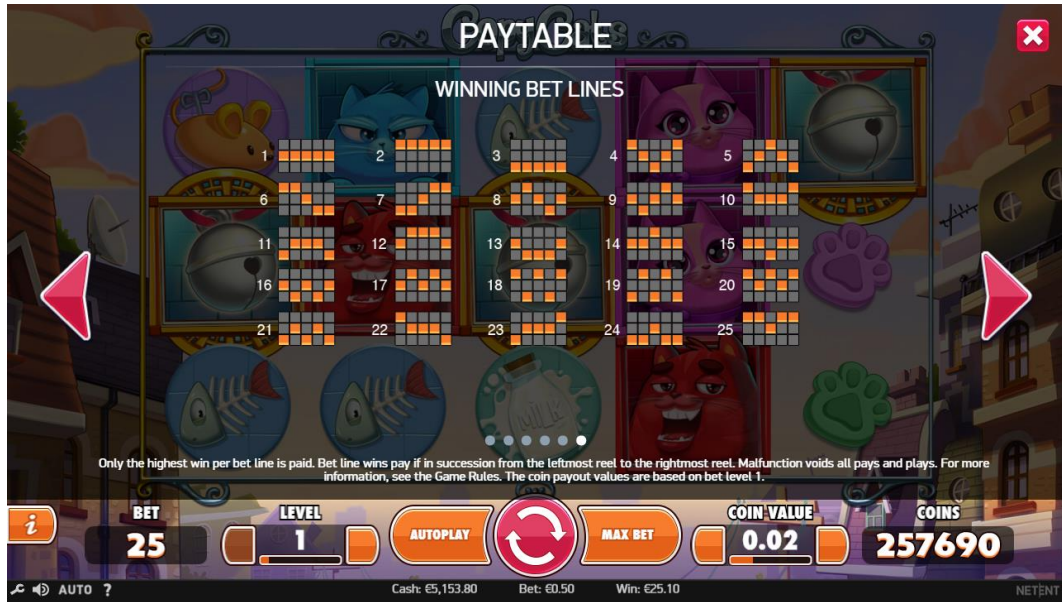 PAYTABLE
WINNING BET LINES
1 2 3 4 5
6 7 8 9 10
11 12 13 14 15
16 17 18 19 20
21 22 23 24 25
MILK
Only the highest win per bet line is paid. Bet line wins pay if in succession from the leftmost reel to the rightmost reel. Malfunction voids all pays and plays. For more
information, see the Game Rules. The coin payout values are based on bet level 1.
BET LEVEL COIN VALUE COINS
i 25 1 AUTOPLAY MAX BET 0.02 257690
AUTO ? Cash: €5,153.80 Bet: €0.50 Win: €25.10 NETENT